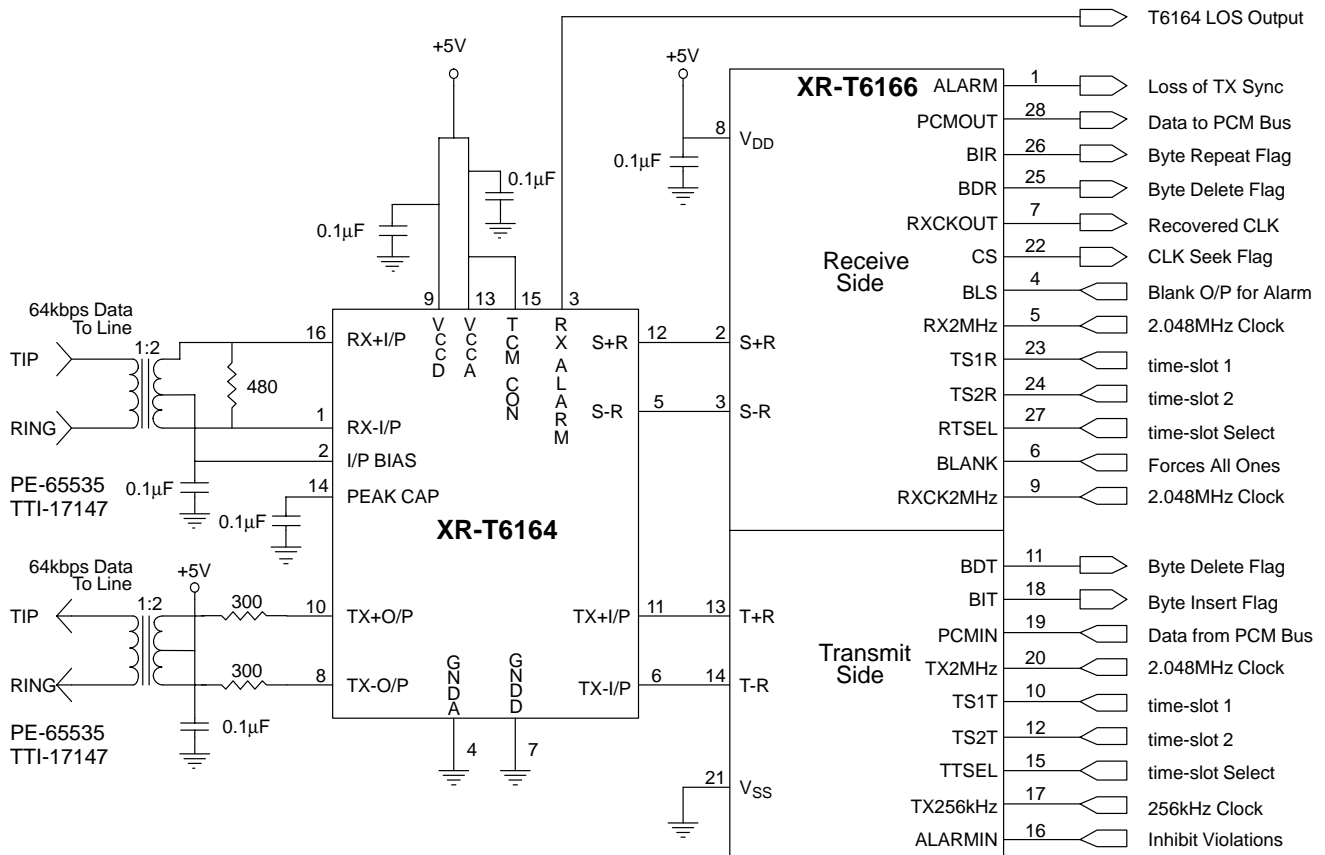 T6164 LOS Output
+5V
+5V
XR-T6166
ALARM 1 Loss of TX Sync
PCMOUT 28 Data to PCM Bus
8 VDD
0.1µF
BIR 26 Byte Repeat Flag
0.1µF
BDR 25 Byte Delete Flag
0.1µF
RXCKOUT 7 Recovered CLK
Receive
Side
CS 22 CLK Seek Flag
BLS 4 Blank O/P for Alarm
RX2MHz 5 2.048MHz Clock
TS1R 23 time-slot 1
TS2R 24 time-slot 2
RTSEL 27 time-slot Select
BLANK 6 Forces All Ones
RXCK2MHz 9 2.048MHz Clock
64kbps Data
To Line
9 13 15 3
VCCD
VCCA
TCM CON
RX ALARM
TIP
1:2
16 RX+I/P
S+R 12 2 S+R
480
S-R 5 3 S-R
RING
1 RX-I/P
2 I/P BIAS
PE-65535
TTI-17147
0.1µF
14 PEAK CAP
0.1µF
XR-T6164
64kbps Data
To Line
+5V
BDT 11 Byte Delete Flag
BIT 18 Byte Insert Flag
TIP
1:2
300
10 TX+O/P
TX+I/P 11 13 T+R
PCMIN 19 Data from PCM Bus
Transmit
Side
TX2MHz 20 2.048MHz Clock
RING
300
8 TX-O/P
GNDA
GNDD
TX-I/P 6 14 T-R
TS1T 10 time-slot 1
PE-65535
TTI-17147
0.1µF
4 7
TS2T 12 time-slot 2
TTSEL 15 time-slot Select
21 VSS
TX256kHz 17 256kHz Clock
ALARMIN 16 Inhibit Violations